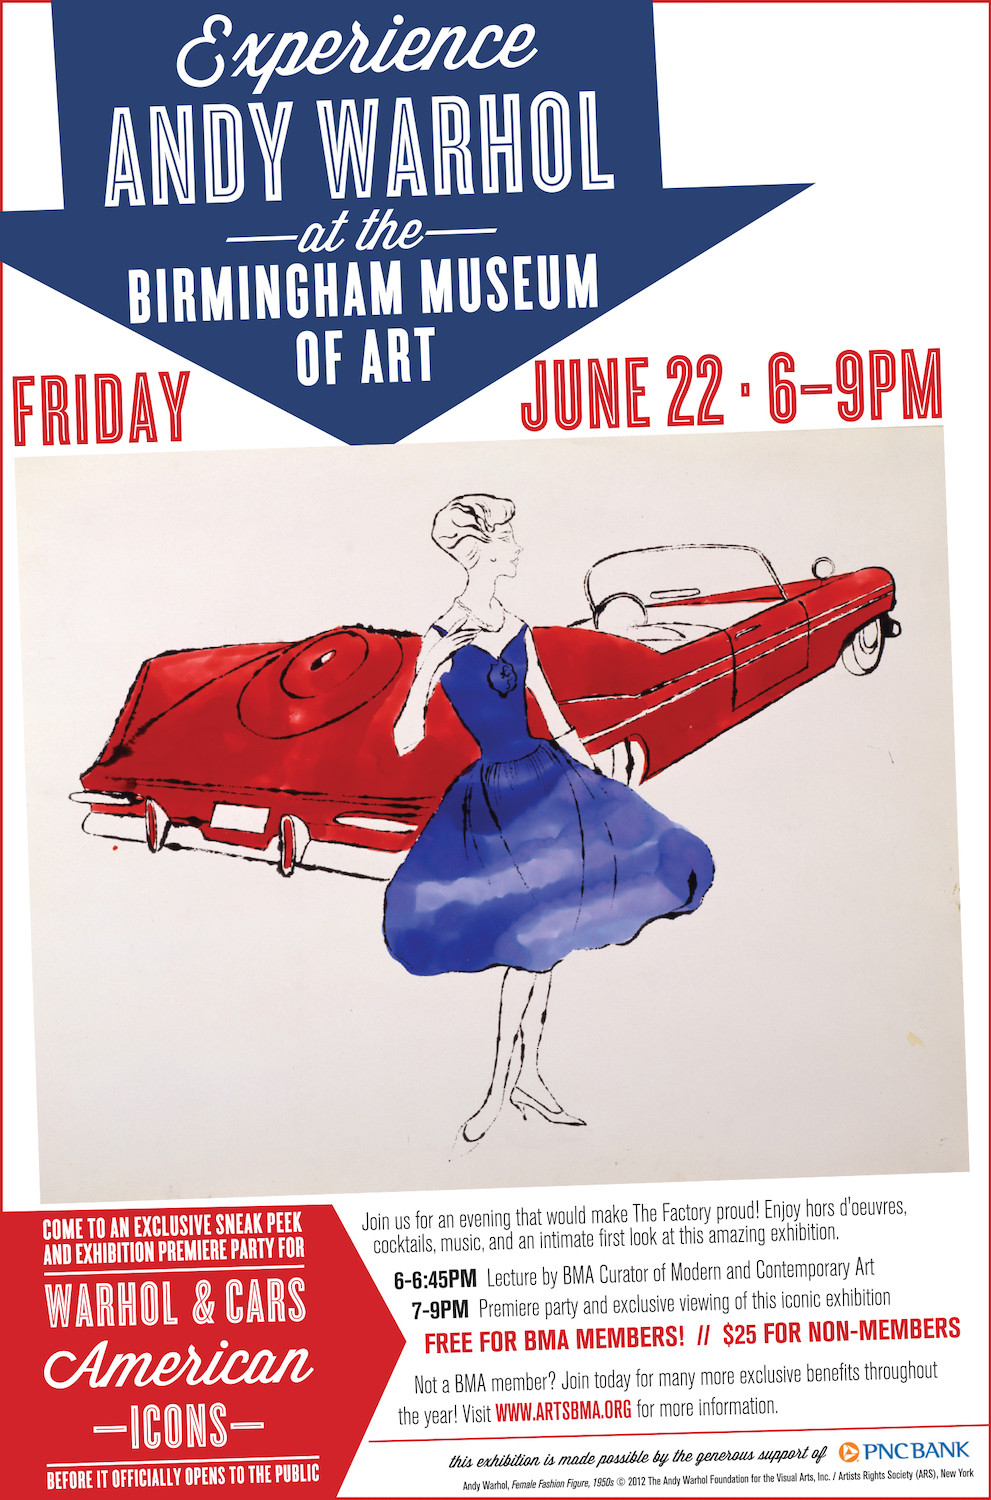 Experience
ANDY WARHOL
at the
BIRMINGHAM MUSEUM
OF ART
FRIDAY
JUNE 22 · 6–9PM
COME TO AN EXCLUSIVE SNEAK PEEK
AND EXHIBITION PREMIERE PARTY FOR
WARHOL & CARS
American
—ICONS—
BEFORE IT OFFICIALLY OPENS TO THE PUBLIC
Join us for an evening that would make The Factory proud! Enjoy hors d'oeuvres,
cocktails, music, and an intimate first look at this amazing exhibition.
6-6:45PM Lecture by BMA Curator of Modern and Contemporary Art
7-9PM Premiere party and exclusive viewing of this iconic exhibition
FREE FOR BMA MEMBERS! // $25 FOR NON-MEMBERS
Not a BMA member? Join today for many more exclusive benefits throughout
the year! Visit WWW.ARTSBMA.ORG for more information.
this exhibition is made possible by the generous support of PNC BANK
Andy Warhol, Female Fashion Figure, 1950s © 2012 The Andy Warhol Foundation for the Visual Arts, Inc. / Artists Rights Society (ARS), New York